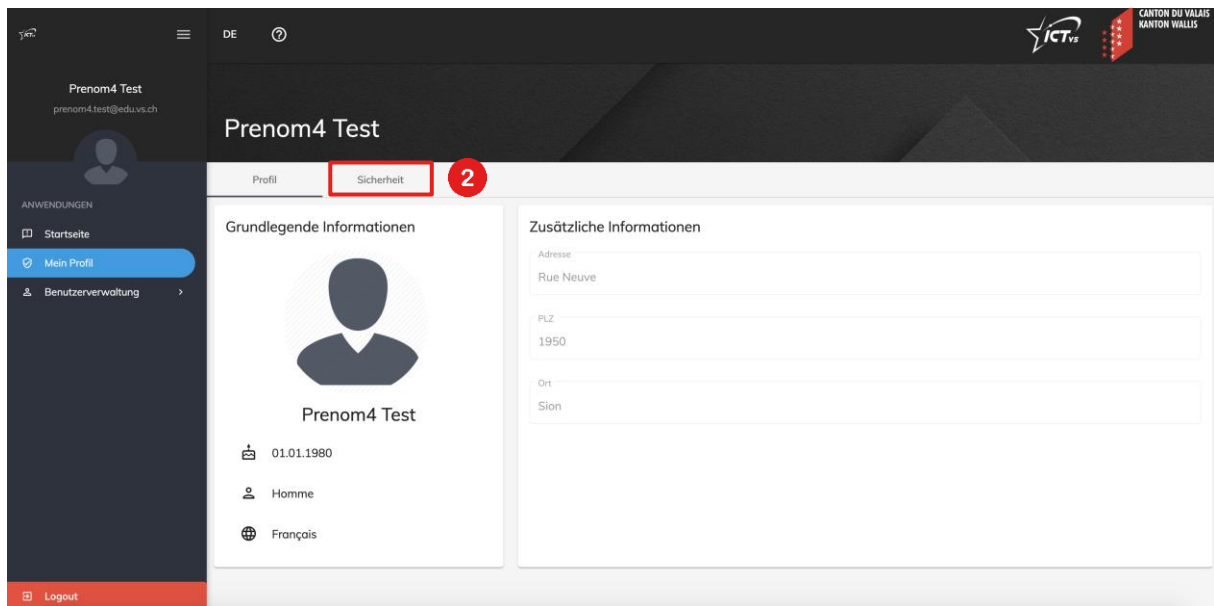 DE
ICTvs
CANTON DU VALAIS
KANTON WALLIS
Prenom4 Test
prenom4.test@edu.vs.ch
ANWENDUNGEN
Startseite
Mein Profil
Benutzerverwaltung
Logout
Prenom4 Test
Profil
Sicherheit
2
Grundlegende Informationen
Prenom4 Test
01.01.1980
Homme
Français
Zusätzliche Informationen
Adresse
Rue Neuve
PLZ
1950
Ort
Sion